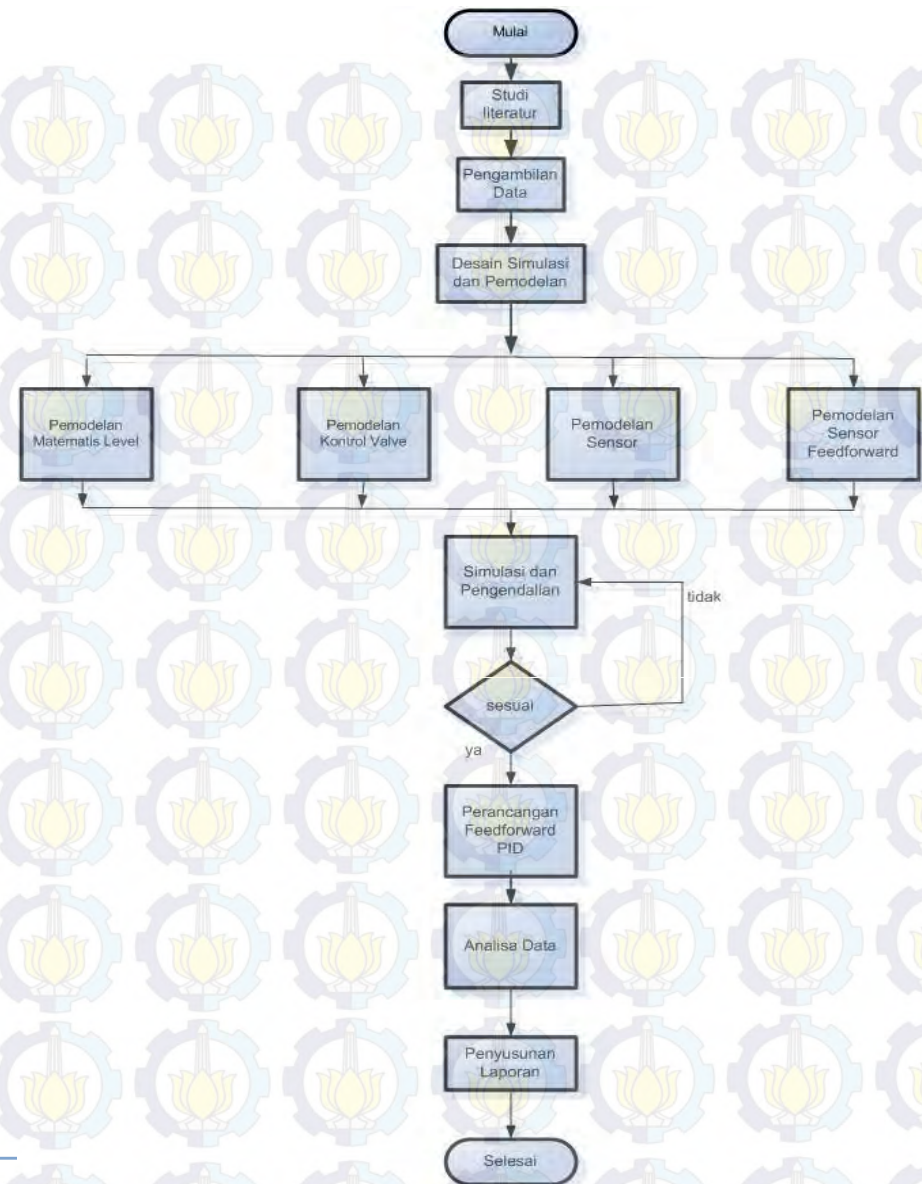 Mulai
Studi
literatur
Pengambilan
Data
Desain Simulasi
dan Pemodelan
Pemodelan
Matematis Level
Pemodelan
Kontrol Valve
Pemodelan
Sensor
Pemodelan
Sensor
Feedforward
Simulasi dan
Pengendalian
tidak
sesuai
ya
Perancangan
Feedforward
PID
Analisa Data
Penyusunan
Laporan
Selesai